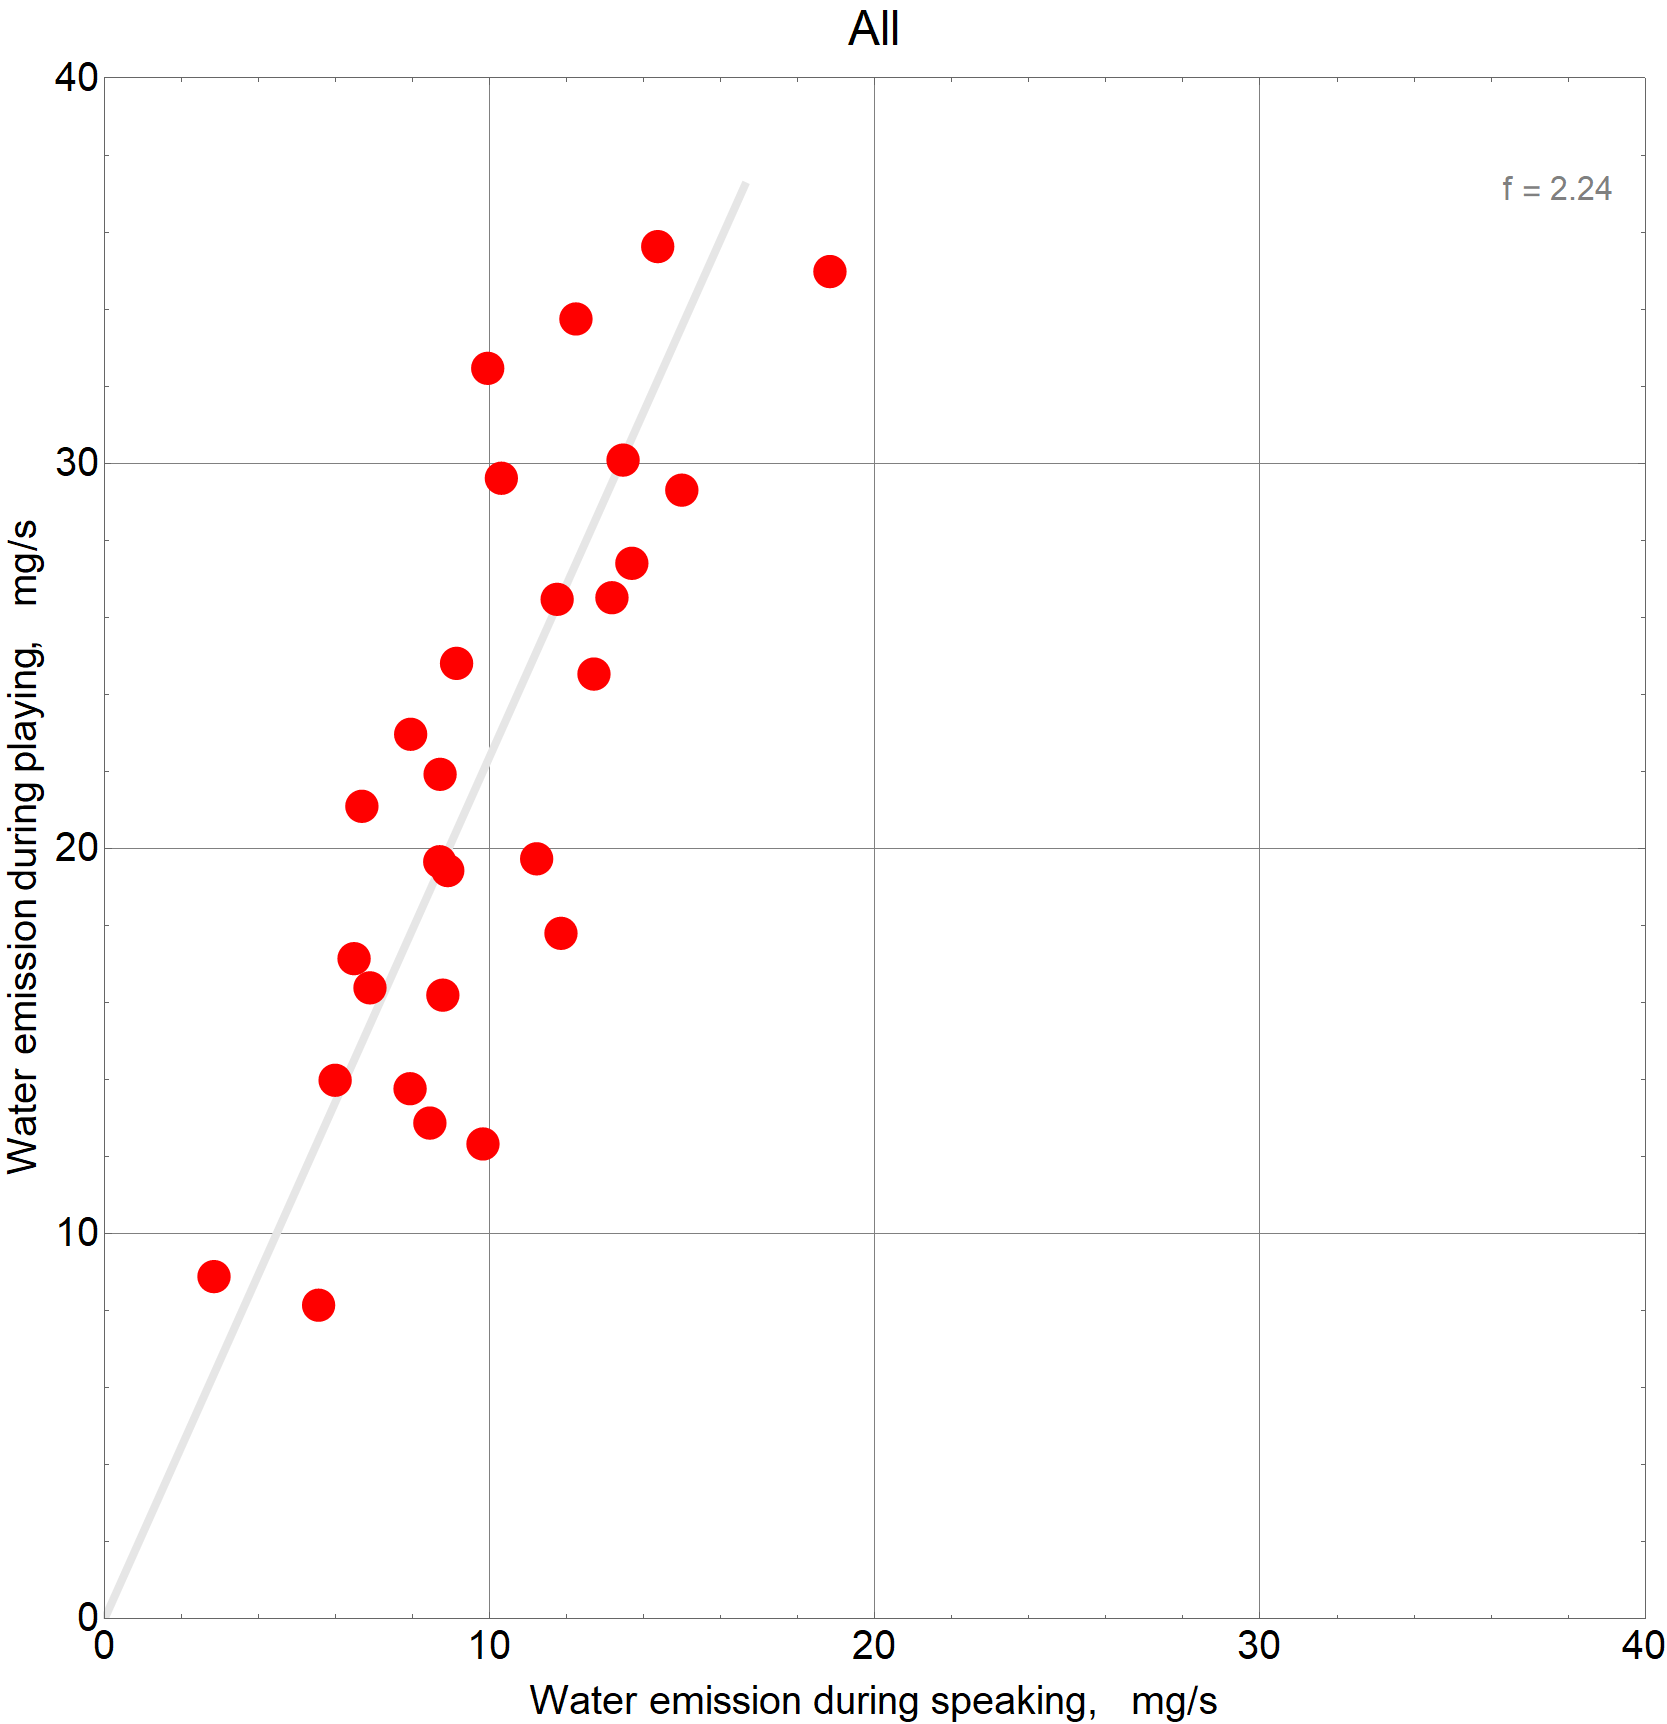 All
f = 2.24
Water emission during playing, mg/s
40
30
20
10
0
0 10 20 30 40
Water emission during speaking, mg/s